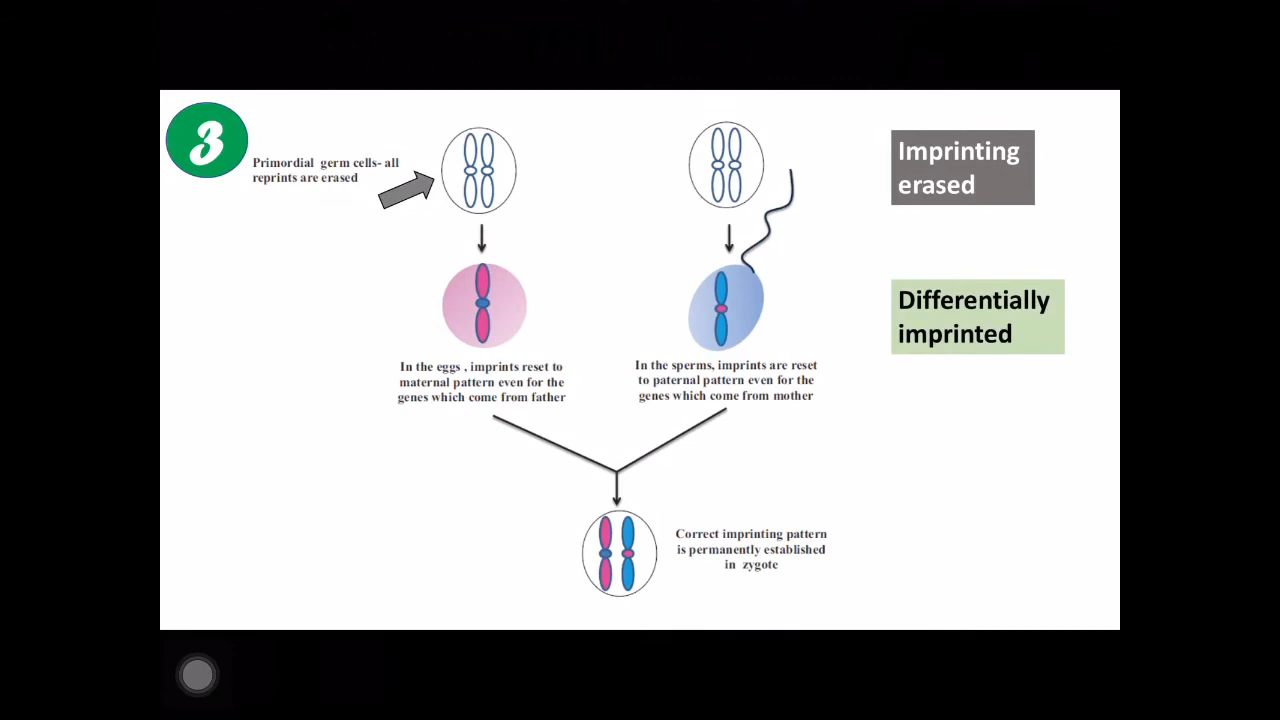 3
Primordial germ cells- all
reprints are erased
Imprinting
erased
Differentially
imprinted
In the eggs , imprints reset to
maternal pattern even for the
genes which come from father
In the sperms, imprints are reset
to paternal pattern even for the
genes which come from mother
Correct imprinting pattern
is permanently established
in zygote